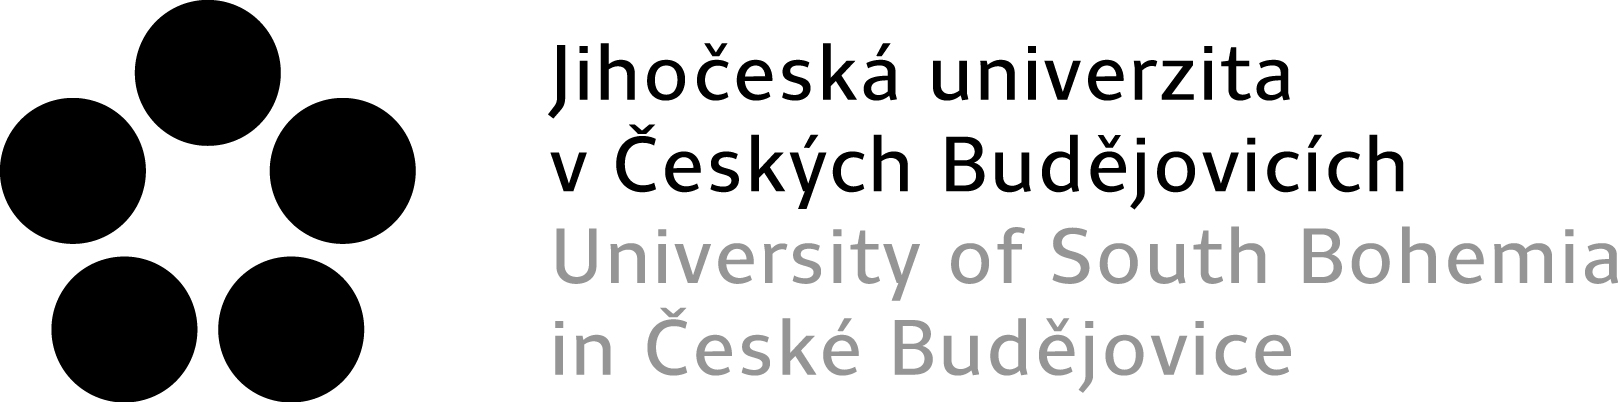 Jihočeská univerzita
v Českých Budějovicích
University of South Bohemia
in České Budějovice